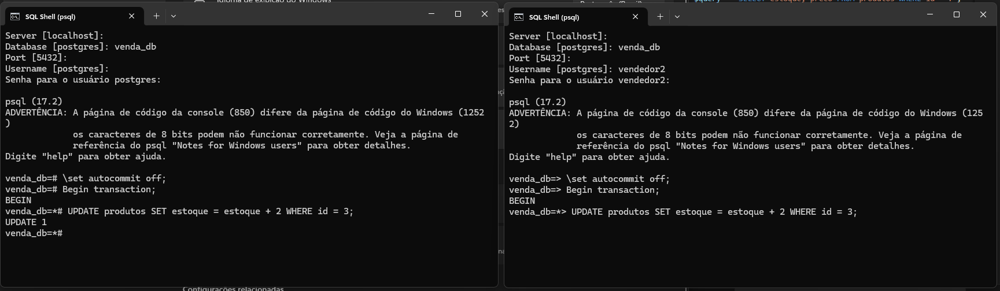 Idioma de exibição do Windows
SQL Shell (psql)
Server [localhost]:
Database [postgres]: venda_db
Port [5432]:
Username [postgres]:
Senha para o usuário postgres:
psql (17.2)
ADVERTÊNCIA: A página de código da console (850) difere da página de código do Windows (1252
)
os caracteres de 8 bits podem não funcionar corretamente. Veja a página de
referência do psql "Notes for Windows users" para obter detalhes.
Digite "help" para obter ajuda.
venda_db=# \set autocommit off;
venda_db=# Begin transaction;
BEGIN
venda_db=*# UPDATE produtos SET estoque = estoque + 2 WHERE id = 3;
UPDATE 1
venda_db=*#
Configurações relacionadas
SQL Shell (psql)
Server [localhost]:
Database [postgres]: venda_db
Port [5432]:
Username [postgres]: vendedor2
Senha para o usuário vendedor2:
psql (17.2)
ADVERTÊNCIA: A página de código da console (850) difere da página de código do Windows (125
2)
os caracteres de 8 bits podem não funcionar corretamente. Veja a página de
referência do psql "Notes for Windows users" para obter detalhes.
Digite "help" para obter ajuda.
venda_db=> \set autocommit off;
venda_db=> Begin transaction;
BEGIN
venda_db=*> UPDATE produtos SET estoque = estoque + 2 WHERE id = 3;